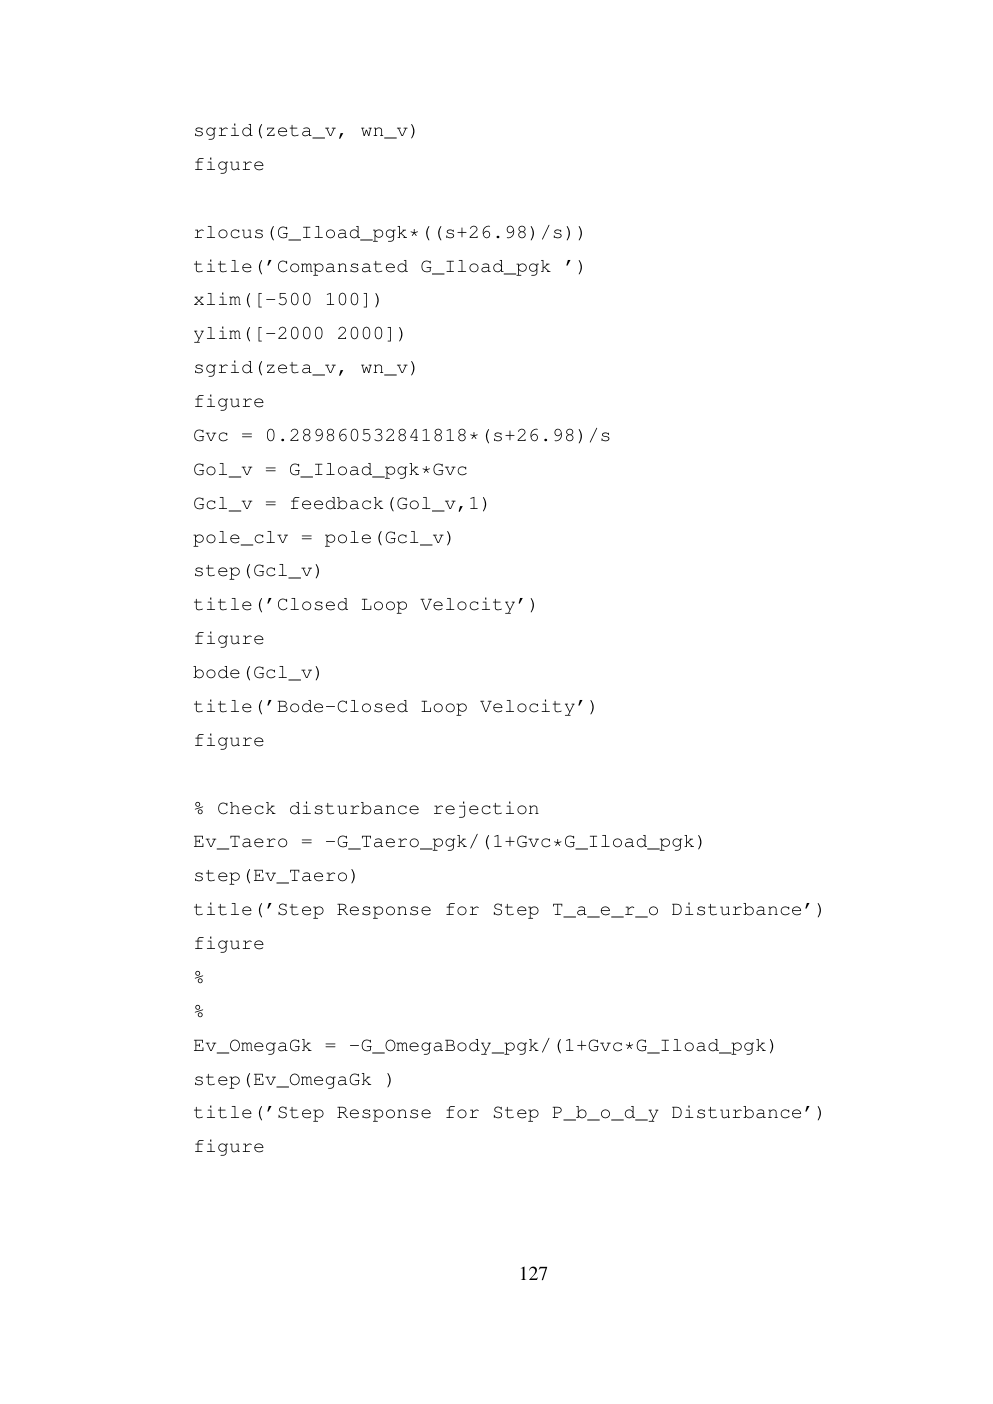 sgrid(zeta_v, wn_v)
figure
rlocus(G_Iload_pgk*((s+26.98)/s))
title(’Compansated G_Iload_pgk ’)
xlim([-500 100])
ylim([-2000 2000])
sgrid(zeta_v, wn_v)
figure
Gvc = 0.289860532841818*(s+26.98)/s
Gol_v = G_Iload_pgk*Gvc
Gcl_v = feedback(Gol_v,1)
pole_clv = pole(Gcl_v)
step(Gcl_v)
title(’Closed Loop Velocity’)
figure
bode(Gcl_v)
title(’Bode-Closed Loop Velocity’)
figure
% Check disturbance rejection
Ev_Taero = -G_Taero_pgk/(1+Gvc*G_Iload_pgk)
step(Ev_Taero)
title(’Step Response for Step T_a_e_r_o Disturbance’)
figure
%
%
Ev_OmegaGk = -G_OmegaBody_pgk/(1+Gvc*G_Iload_pgk)
step(Ev_OmegaGk )
title(’Step Response for Step P_b_o_d_y Disturbance’)
figure
127